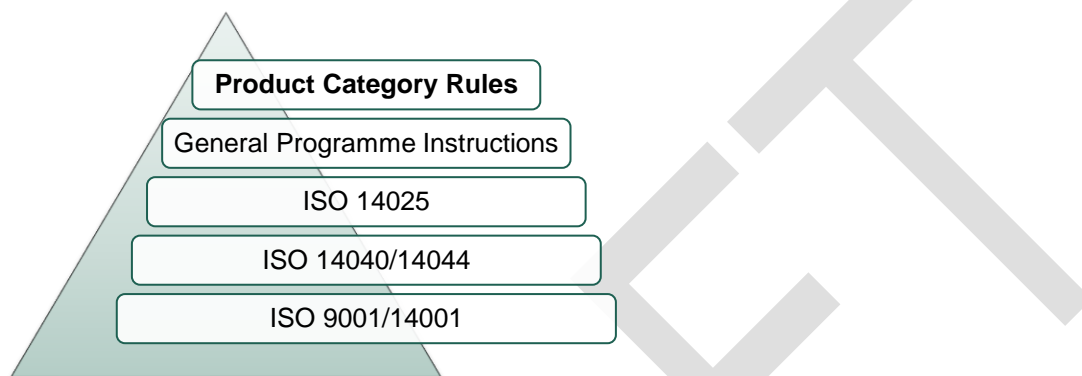 Product Category Rules
General Programme Instructions
ISO 14025
ISO 14040/14044
ISO 9001/14001